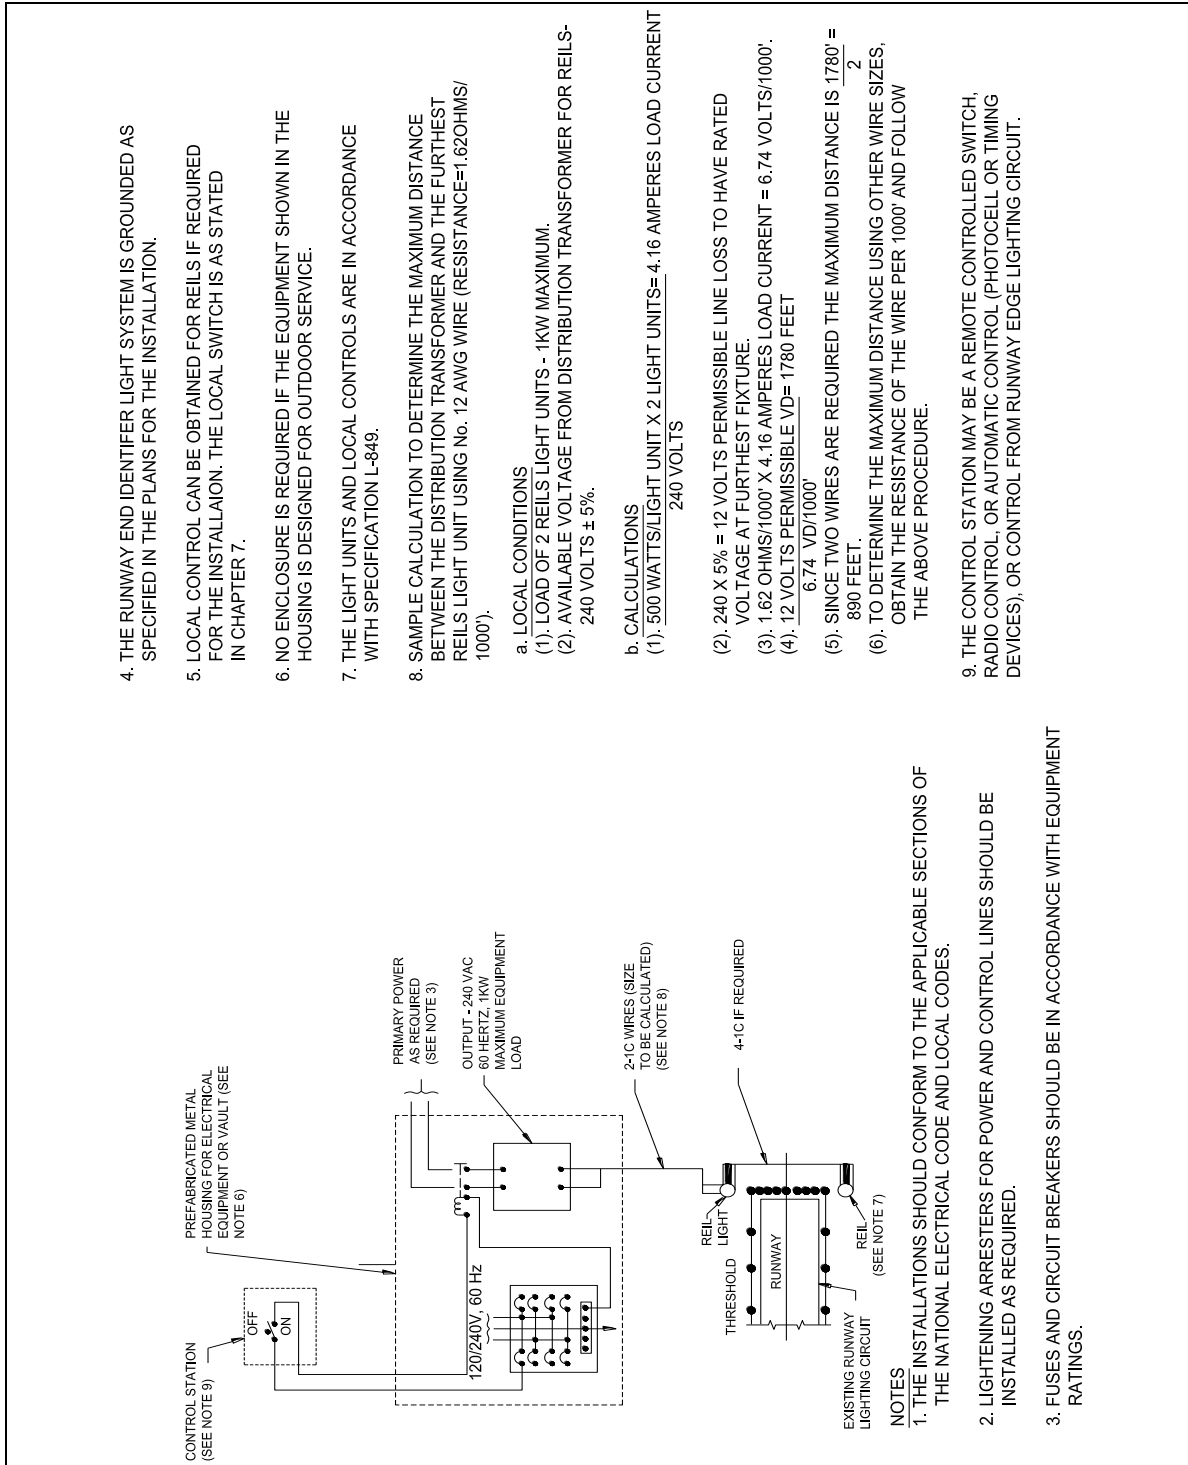 CONTROL STATION
(SEE NOTE 9)
OFF
ON
PREFABRICATED METAL
HOUSING FOR ELECTRICAL
EQUIPMENT OR VAULT (SEE
NOTE 6)
120/240V, 60 Hz
PRIMARY POWER
AS REQUIRED
(SEE NOTE 3)
OUTPUT - 240 VAC
60 HERTZ, 1KW
MAXIMUM EQUIPMENT
LOAD
2-1C WIRES (SIZE
TO BE CALCULATED)
(SEE NOTE 8)
4-1C IF REQUIRED
REIL
LIGHT
THRESHOLD
RUNWAY
REIL
(SEE NOTE 7)
EXISTING RUNWAY
LIGHTING CIRCUIT
NOTES
1. THE INSTALLATIONS SHOULD CONFORM TO THE APPLICABLE SECTIONS OF
THE NATIONAL ELECTRICAL CODE AND LOCAL CODES.
2. LIGHTENING ARRESTERS FOR POWER AND CONTROL LINES SHOULD BE
INSTALLED AS REQUIRED.
3. FUSES AND CIRCUIT BREAKERS SHOULD BE IN ACCORDANCE WITH EQUIPMENT
RATINGS.
4. THE RUNWAY END IDENTIFER LIGHT SYSTEM IS GROUNDED AS
SPECIFIED IN THE PLANS FOR THE INSTALLATION.
5. LOCAL CONTROL CAN BE OBTAINED FOR REILS IF REQUIRED
FOR THE INSTALLAION. THE LOCAL SWITCH IS AS STATED
IN CHAPTER 7.
6. NO ENCLOSURE IS REQUIRED IF THE EQUIPMENT SHOWN IN THE
HOUSING IS DESIGNED FOR OUTDOOR SERVICE.
7. THE LIGHT UNITS AND LOCAL CONTROLS ARE IN ACCORDANCE
WITH SPECIFICATION L-849.
8. SAMPLE CALCULATION TO DETERMINE THE MAXIMUM DISTANCE
BETWEEN THE DISTRIBUTION TRANSFORMER AND THE FURTHEST
REILS LIGHT UNIT USING No. 12 AWG WIRE (RESISTANCE=1.62OHMS/
1000').
a. LOCAL CONDITIONS
(1). LOAD OF 2 REILS LIGHT UNITS - 1KW MAXIMUM.
(2). AVAILABLE VOLTAGE FROM DISTRIBUTION TRANSFORMER FOR REILS-
240 VOLTS ± 5%.
b. CALCULATIONS
(1). 500 WATTS/LIGHT UNIT X 2 LIGHT UNITS= 4.16 AMPERES LOAD CURRENT
240 VOLTS
(2). 240 X 5% = 12 VOLTS PERMISSIBLE LINE LOSS TO HAVE RATED
VOLTAGE AT FURTHEST FIXTURE.
(3). 1.62 OHMS/1000' X 4.16 AMPERES LOAD CURRENT = 6.74 VOLTS/1000'.
(4). 12 VOLTS PERMISSIBLE VD= 1780 FEET
6.74 VD/1000'
(5). SINCE TWO WIRES ARE REQUIRED THE MAXIMUM DISTANCE IS 1780' =
2
890 FEET.
(6). TO DETERMINE THE MAXIMUM DISTANCE USING OTHER WIRE SIZES,
OBTAIN THE RESISTANCE OF THE WIRE PER 1000' AND FOLLOW
THE ABOVE PROCEDURE.
9. THE CONTROL STATION MAY BE A REMOTE CONTROLLED SWITCH,
RADIO CONTROL, OR AUTOMATIC CONTROL (PHOTOCELL OR TIMING
DEVICES), OR CONTROL FROM RUNWAY EDGE LIGHTING CIRCUIT.